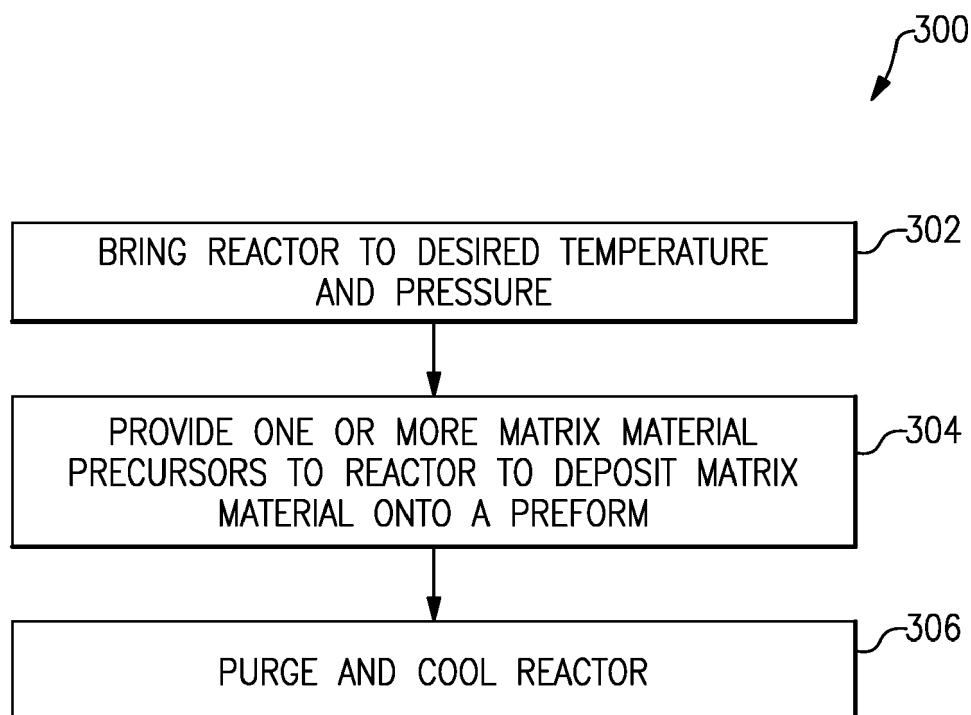 300
BRING REACTOR TO DESIRED TEMPERATURE
AND PRESSURE
302
PROVIDE ONE OR MORE MATRIX MATERIAL
PRECURSORS TO REACTOR TO DEPOSIT MATRIX
MATERIAL ONTO A PREFORM
304
PURGE AND COOL REACTOR
306